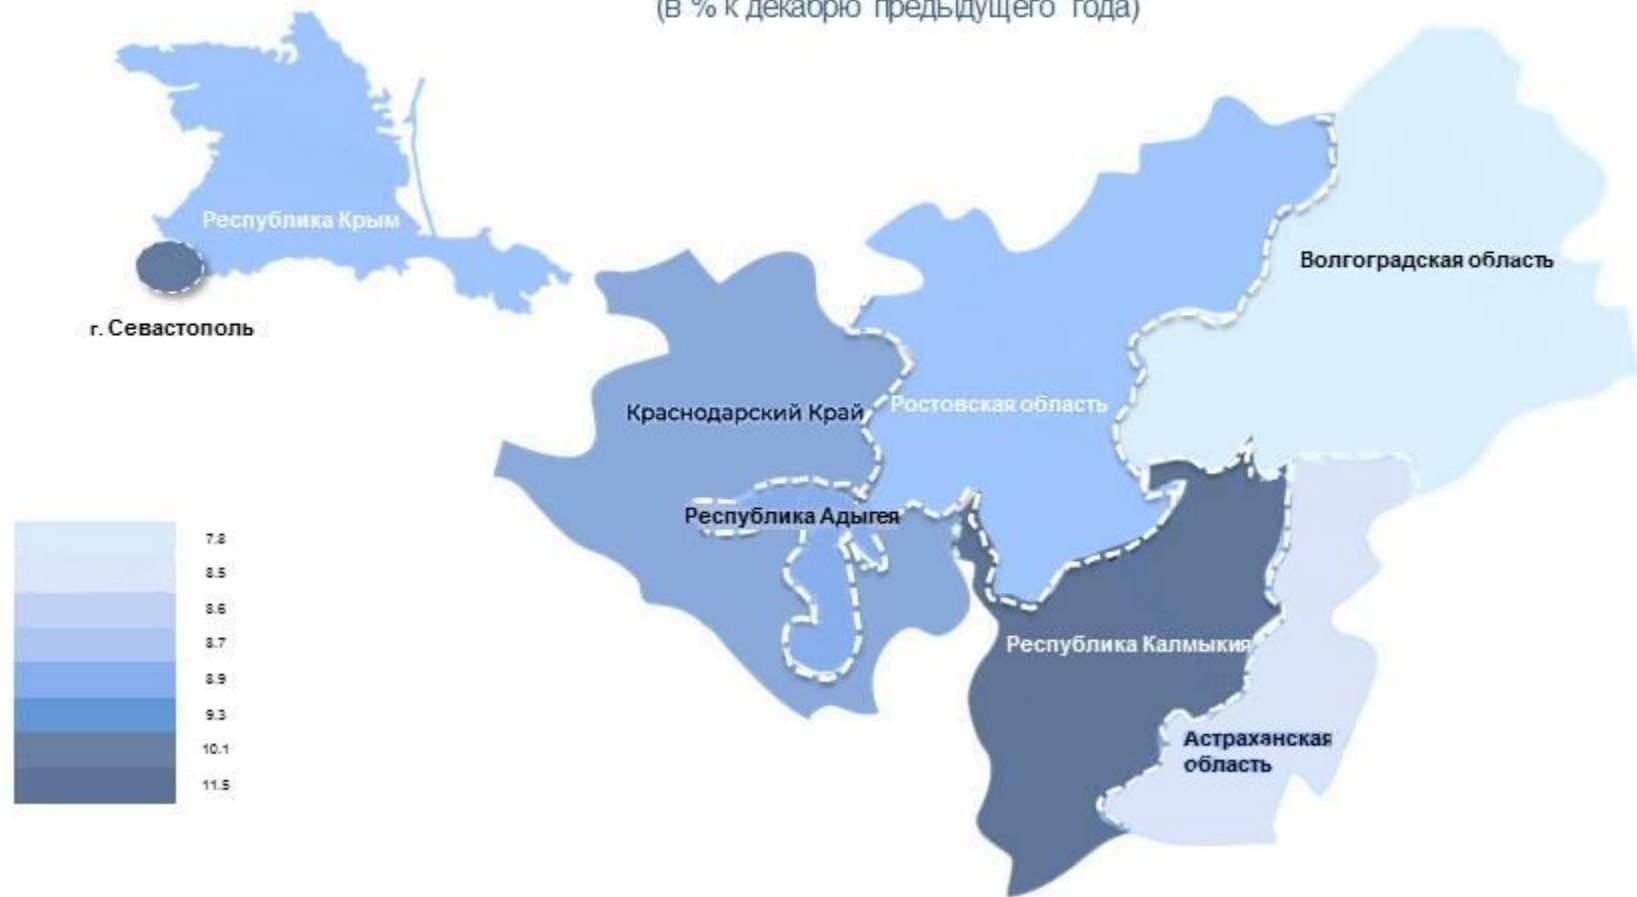 (в % к декабрю предыдущего года)
Республика Крым
г. Севастополь
Волгоградская область
Краснодарский Край
Ростовская область
Республика Адыгея
Республика Калмыкия
Астраханская
область
7.8
8.5
8.6
8.7
8.9
9.3
10.1
11.5